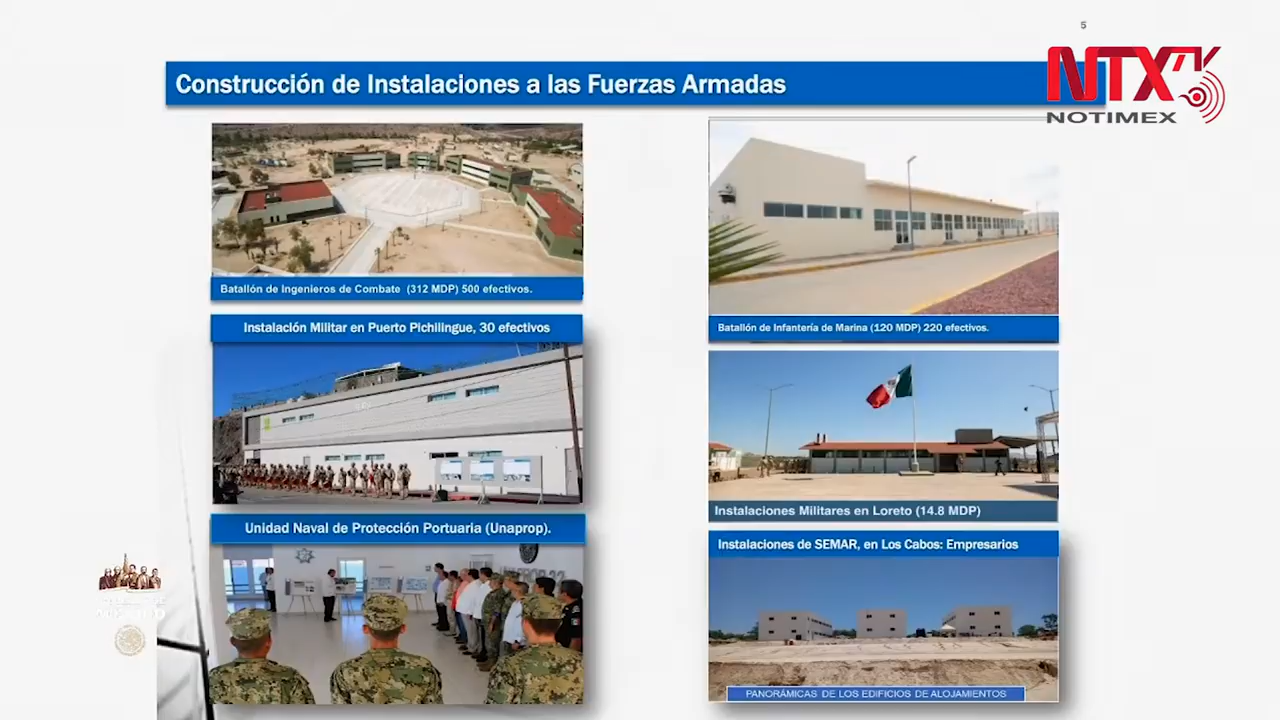 5
NTXTV
NOTIMEX
Construcción de Instalaciones a las Fuerzas Armadas
Batallón de Ingenieros de Combate (312 MDP) 500 efectivos.
Instalación Militar en Puerto Pichilingue, 30 efectivos
Unidad Naval de Protección Portuaria (Unaprop).
Batallón de Infantería de Marina (120 MDP) 220 efectivos.
Instalaciones Militares en Loreto (14.8 MDP)
Instalaciones de SEMAR, en Los Cabos: Empresarios
PANORÁMICAS DE LOS EDIFICIOS DE ALOJAMIENTOS